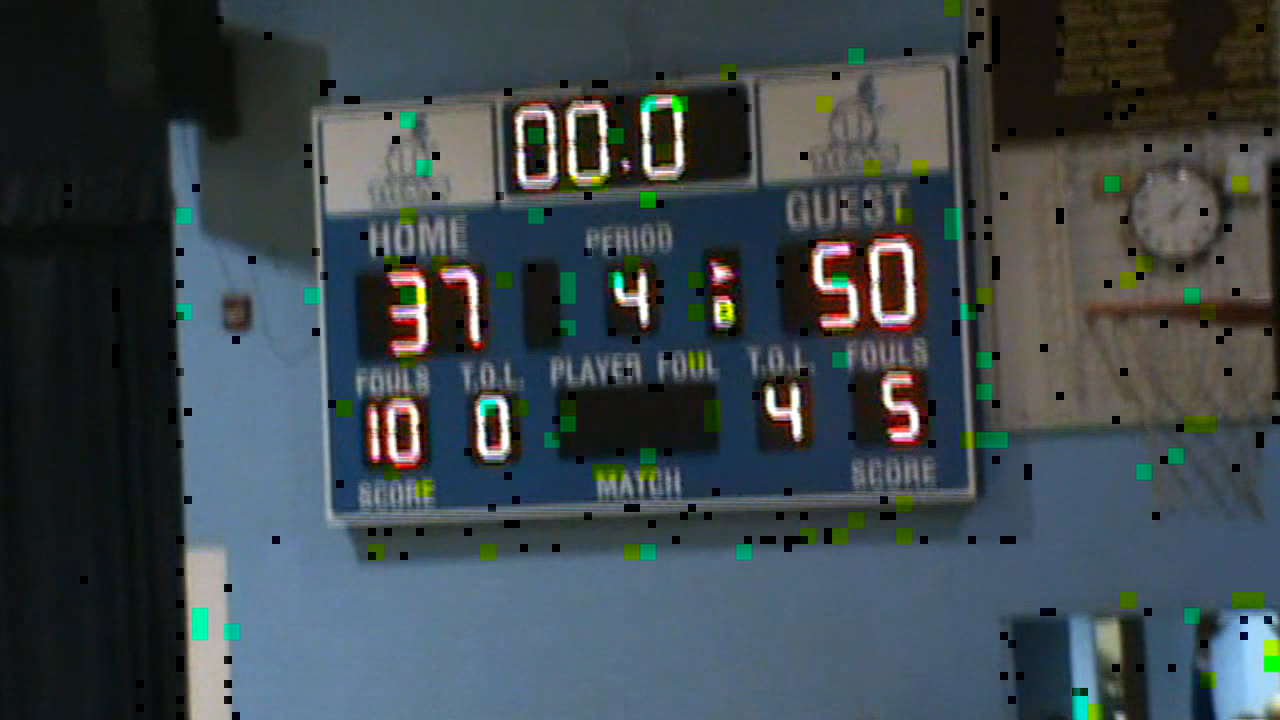 00.0
HOME PERIOD GUEST
37 4 B 50
FOULS T.O.L. PLAYER FOUL T.O.L. FOULS
10 0 4 5
SCORE MATCH SCORE